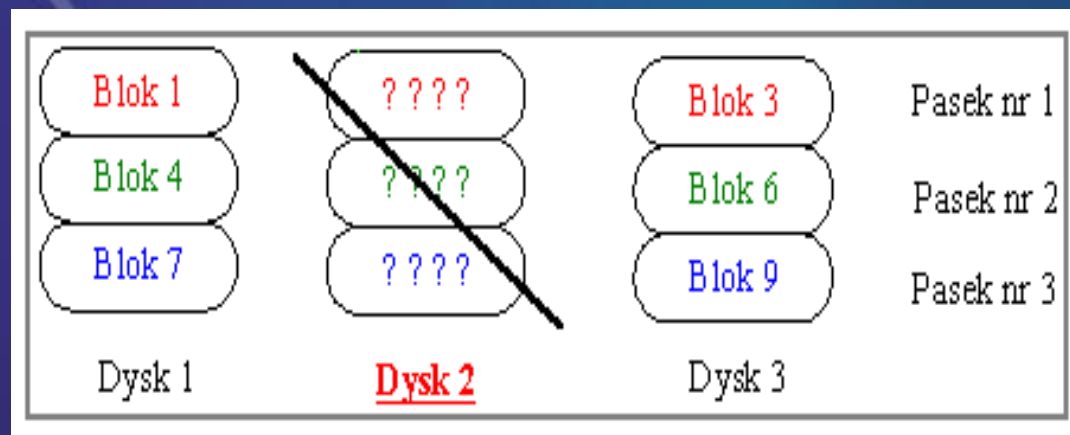 Blok 1 ? ? ? ? Blok 3 Pasek nr 1
Blok 4 ? ? ? ? Blok 6 Pasek nr 2
Blok 7 ? ? ? ? Blok 9 Pasek nr 3
Dysk 1 Dysk 2 Dysk 3